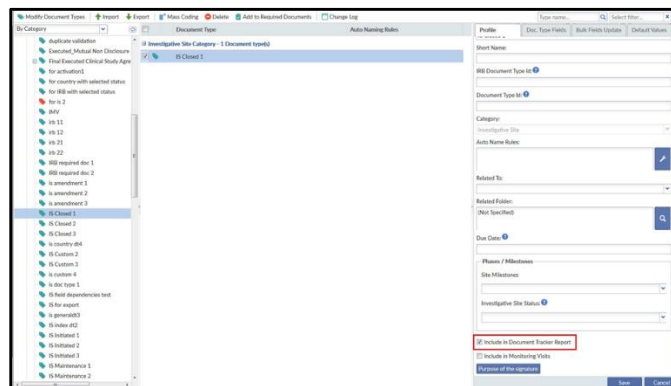 Modify Document Types Import Export Mass Coding Delete Add to Required Documents Change Log Type name... Select filter...
By Category
Document Type
Auto Naming Rules
Profile
Doc. Type Fields
Bulk Fields Update
Default Values
duplicate validation
Executed_Mutual Non Disclosure
Final Executed Clinical Study Agre
for activation1
for country with selected status
for IRB with selected status
for is 2
IMV
irb 11
irb 12
irb 21
irb 22
IRB required doc 1
IRB required doc 2
is amendment 1
is amendment 2
is amendment 3
IS Closed 1
IS Closed 2
IS Closed 3
is country dt4
IS Custom 2
IS Custom 3
is custom 4
is doc type 1
IS field dependencies test
IS for export
is generaldt3
IS index dt2
IS Initiated 1
IS Initiated 2
IS Initiated 3
IS Maintenance 1
IS Maintenance 2
Investigative Site Category - 1 Document type(s)
IS Closed 1
Short Name:
IRB Document Type Id:
Document Type Id:
Category:
Investigative Site
Auto Name Rules:
Related To:
Related Folder:
(Not Specified)
Due Date:
Phases / Milestones
Site Milestones
Investigative Site Status:
Include in Document Tracker Report
Include in Monitoring Visits
Purpose of the signature
Save Cancel